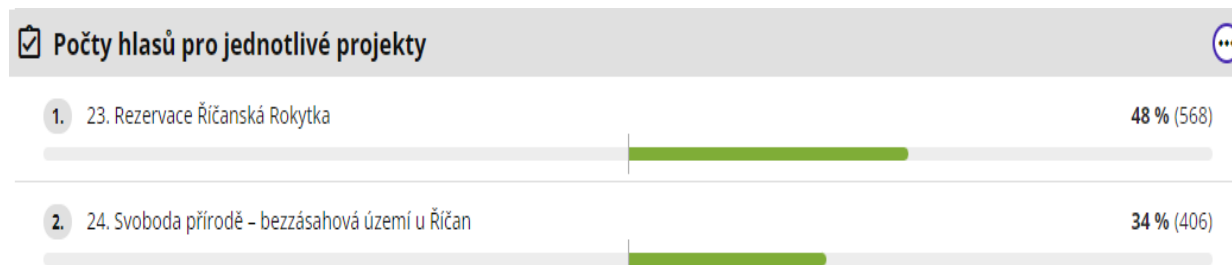 Počty hlasů pro jednotlivé projekty
1. 23. Rezervace Říčanská Rokytka 48 % (568)
2. 24. Svoboda přírodě – bezzásahová území u Říčan 34 % (406)